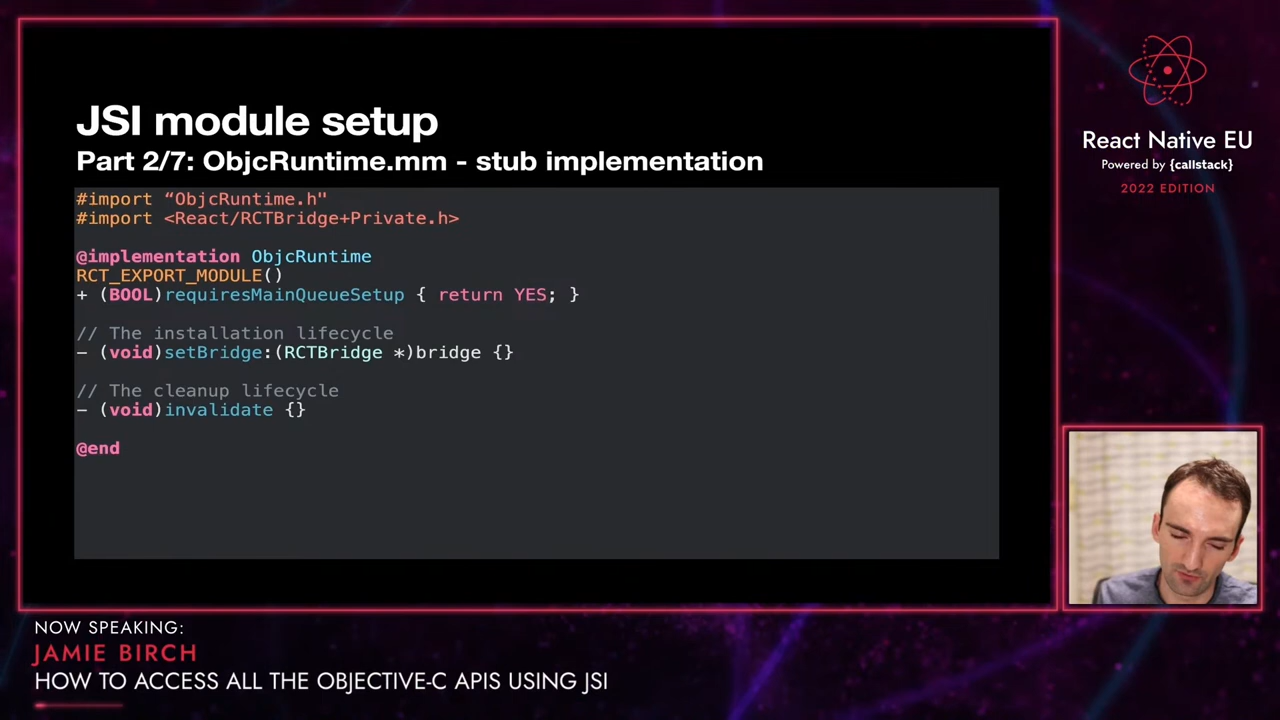 JSI module setup
Part 2/7: ObjcRuntime.mm - stub implementation
#import “ObjcRuntime.h"
#import <React/RCTBridge+Private.h>
@implementation ObjcRuntime
RCT_EXPORT_MODULE()
+ (BOOL)requiresMainQueueSetup { return YES; }
// The installation lifecycle
− (void)setBridge:(RCTBridge *)bridge {}
// The cleanup lifecycle
− (void)invalidate {}
@end
React Native EU
Powered by {callstack}
2022 EDITION
NOW SPEAKING:
JAMIE BIRCH
HOW TO ACCESS ALL THE OBJECTIVE-C APIS USING JSI